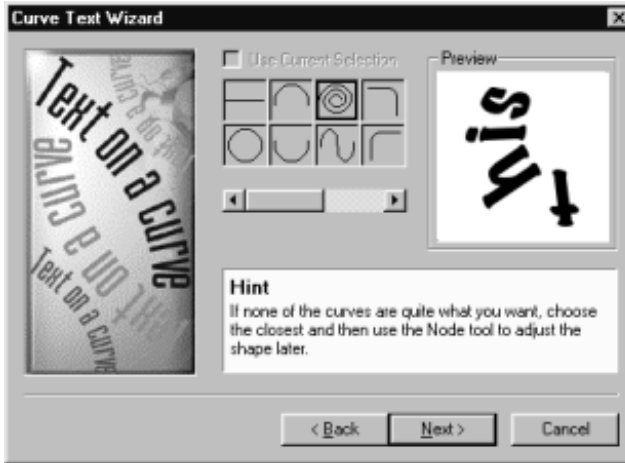 Curve Text Wizard
Text on a curve
Text on a curve
Text on a curve
Use Current Selection
Preview
this
Hint
If none of the curves are quite what you want, choose
the closest and then use the Node tool to adjust the
shape later.
< Back
Next >
Cancel